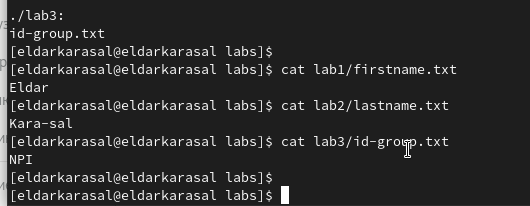 ./lab3:
id-group.txt
[eldarkarasal@eldarkarasal labs]$
[eldarkarasal@eldarkarasal labs]$ cat lab1/firstname.txt
Eldar
[eldarkarasal@eldarkarasal labs]$ cat lab2/lastname.txt
Kara-sal
[eldarkarasal@eldarkarasal labs]$ cat lab3/id-group.txt
NPI
[eldarkarasal@eldarkarasal labs]$
[eldarkarasal@eldarkarasal labs]$